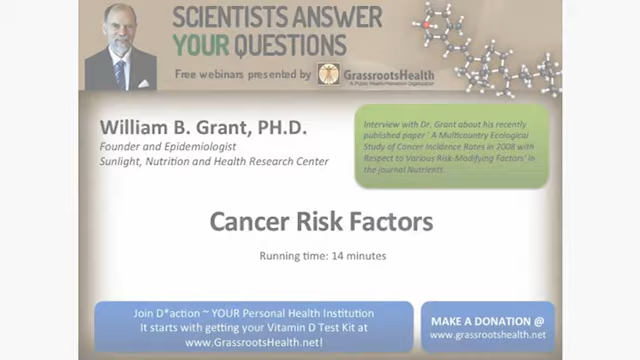 SCIENTISTS ANSWER
YOUR QUESTIONS
Free webinars presented by GrassrootsHealth
A Public Health Promotion Organization
William B. Grant, PH.D.
Founder and Epidemiologist
Sunlight, Nutrition and Health Research Center
Interview with Dr. Grant about his recently
published paper ' A Multicountry Ecological
Study of Cancer Incidence Rates in 2008 with
Respect to Various Risk-Modifying Factors' in
the journal Nutrients.
Cancer Risk Factors
Running time: 14 minutes
Join D*action ~ YOUR Personal Health Institution
It starts with getting your Vitamin D Test Kit at
www.GrassrootsHealth.net!
MAKE A DONATION @
www.grassrootshealth.net